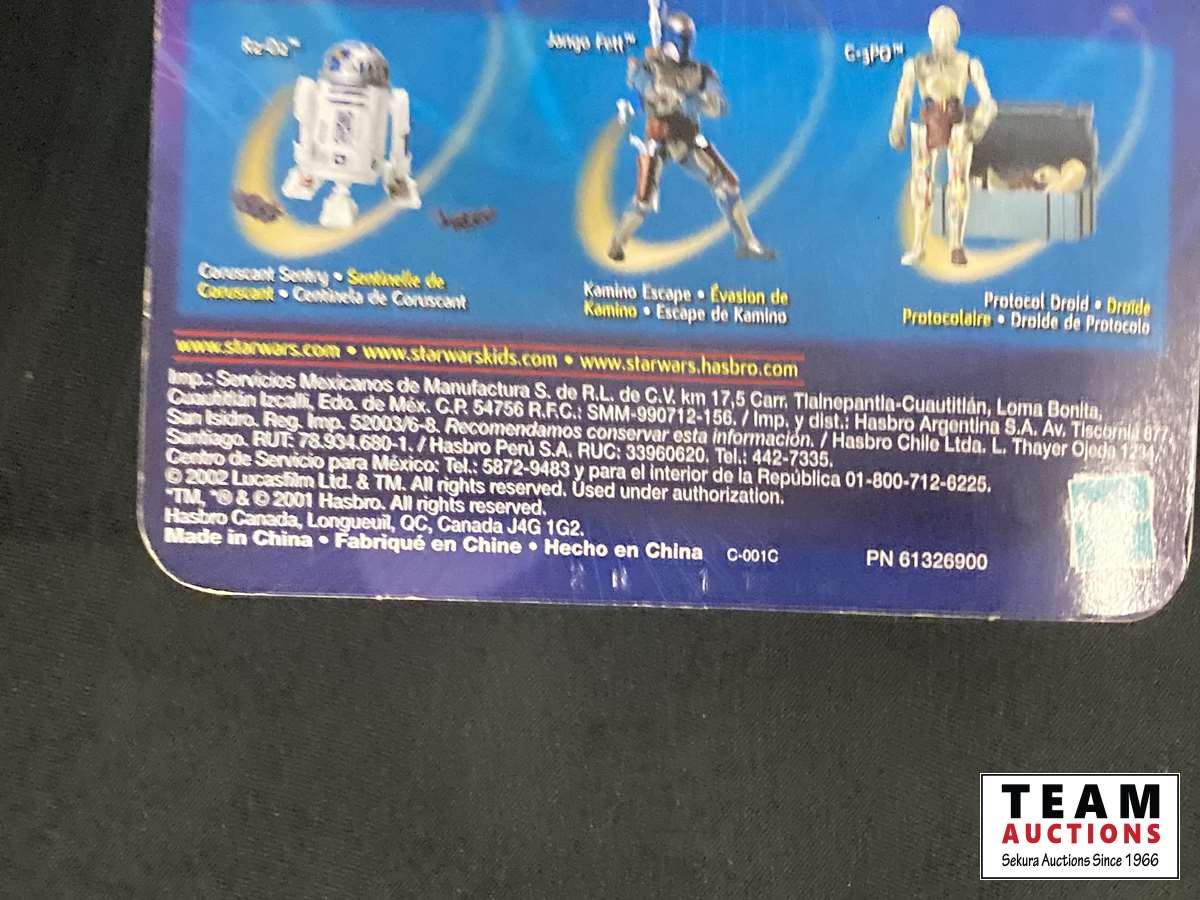 R2-D2™
Jango Fett™
C-3PO™
Coruscant Sentry • Sentinelle de
Coruscant • Centinela de Coruscant
Kamino Escape • Évasion de
Kamino • Escape de Kamino
Protocol Droid • Droïde
Protocolaire • Droide de Protocolo
www.starwars.com • www.starwarskids.com • www.starwars.hasbro.com
Imp.: Servicios Mexicanos de Manufactura S. de R.L. de C.V. km 17,5 Carr. Tlalnepantla-Cuautitlán, Loma Bonita,
Cuautitlán Izcalli, Edo. de Méx. C.P. 54756 R.F.C.: SMM-990712-156. / Imp. y dist.: Hasbro Argentina S.A. Av. Tiscornia 877,
San Isidro. Reg. Imp. 52003/6-8. Recomendamos conservar esta información. / Hasbro Chile Ltda. L. Thayer Ojeda 1234,
Santiago. RUT: 78.934.680-1. / Hasbro Perú S.A. RUC: 33960620. Tel.: 442-7335.
Centro de Servicio para México: Tel.: 5872-9483 y para el interior de la República 01-800-712-6225.
© 2002 Lucasfilm Ltd. & TM. All rights reserved. Used under authorization.
*TM, *® & © 2001 Hasbro. All rights reserved.
Hasbro Canada, Longueuil, QC, Canada J4G 1G2.
Made in China • Fabriqué en Chine • Hecho en China C-001C PN 61326900
TEAM
AUCTIONS
Sekura Auctions Since 1966